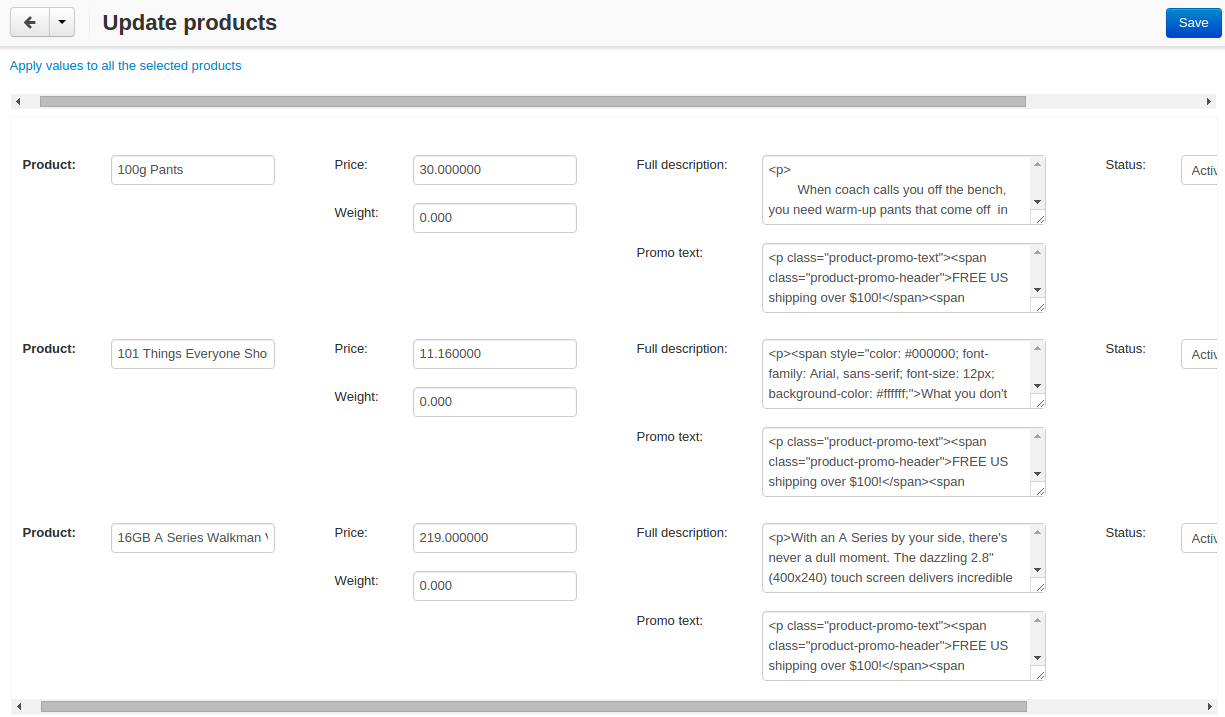 Update products
Save
Apply values to all the selected products
Product:
100g Pants
Price:
30.000000
Weight:
0.000
Full description:
<p>
When coach calls you off the bench,
you need warm-up pants that come off in
Promo text:
<p class="product-promo-text"><span
class="product-promo-header">FREE US
shipping over $100!</span><span
Status:
Activ
Product:
101 Things Everyone Sho
Price:
11.160000
Weight:
0.000
Full description:
<p><span style="color: #000000; font-
family: Arial, sans-serif; font-size: 12px;
background-color: #ffffff;">What you don't
Promo text:
<p class="product-promo-text"><span
class="product-promo-header">FREE US
shipping over $100!</span><span
Status:
Activ
Product:
16GB A Series Walkman V
Price:
219.000000
Weight:
0.000
Full description:
<p>With an A Series by your side, there's
never a dull moment. The dazzling 2.8"
(400x240) touch screen delivers incredible
Promo text:
<p class="product-promo-text"><span
class="product-promo-header">FREE US
shipping over $100!</span><span
Status:
Activ